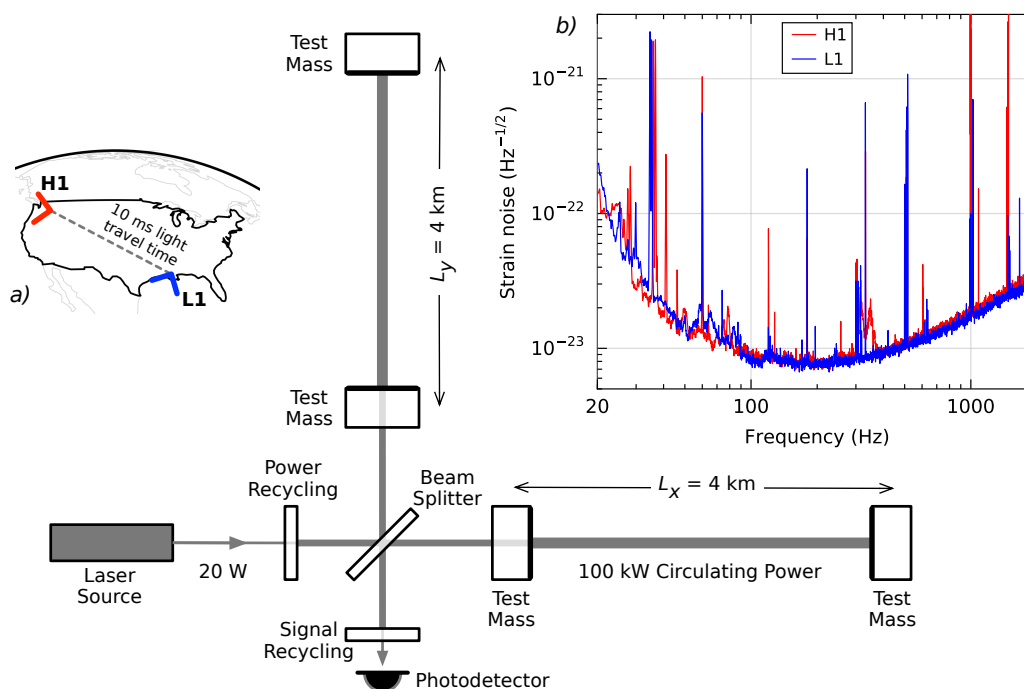 Test
Mass
b)
H1
L1
10⁻²¹
10⁻²²
10⁻²³
Strain noise (Hz⁻¹/²)
20
100
1000
Frequency (Hz)
H1
10 ms light
travel time
L1
a)
L_y = 4 km
Test
Mass
Power
Recycling
Beam
Splitter
L_x = 4 km
Laser
Source
20 W
100 kW Circulating Power
Test
Mass
Test
Mass
Signal
Recycling
Photodetector